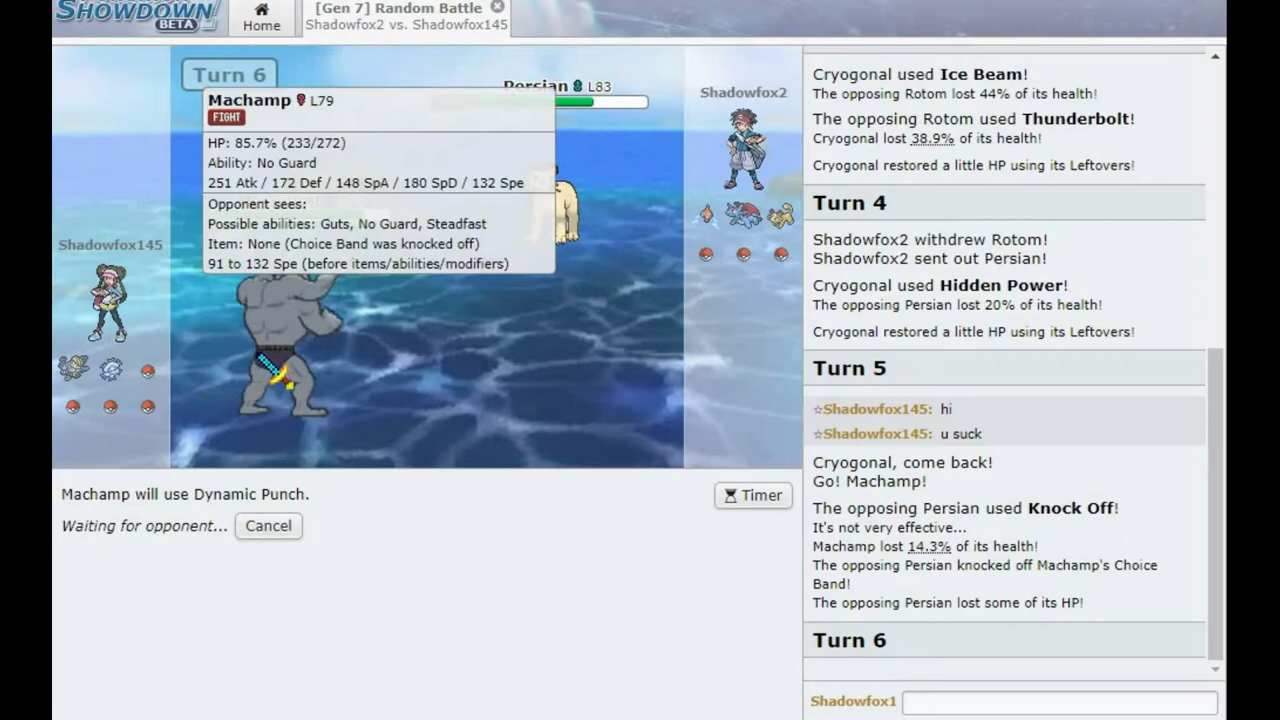 SHOWDOWN
BETA
Home
[Gen 7] Random Battle
Shadowfox2 vs. Shadowfox145
Turn 6
Persian L83
Machamp L79
FIGHT
HP: 85.7% (233/272)
Ability: No Guard
251 Atk / 172 Def / 148 SpA / 180 SpD / 132 Spe
Opponent sees:
Possible abilities: Guts, No Guard, Steadfast
Item: None (Choice Band was knocked off)
91 to 132 Spe (before items/abilities/modifiers)
Shadowfox145
Shadowfox2
Machamp will use Dynamic Punch.
Waiting for opponent... Cancel
Timer
Cryogonal used Ice Beam!
The opposing Rotom lost 44% of its health!
The opposing Rotom used Thunderbolt!
Cryogonal lost 38.9% of its health!
Cryogonal restored a little HP using its Leftovers!
Turn 4
Shadowfox2 withdrew Rotom!
Shadowfox2 sent out Persian!
Cryogonal used Hidden Power!
The opposing Persian lost 20% of its health!
Cryogonal restored a little HP using its Leftovers!
Turn 5
☆Shadowfox145: hi
☆Shadowfox145: u suck
Cryogonal, come back!
Go! Machamp!
The opposing Persian used Knock Off!
It's not very effective...
Machamp lost 14.3% of its health!
The opposing Persian knocked off Machamp's Choice
Band!
The opposing Persian lost some of its HP!
Turn 6
Shadowfox1